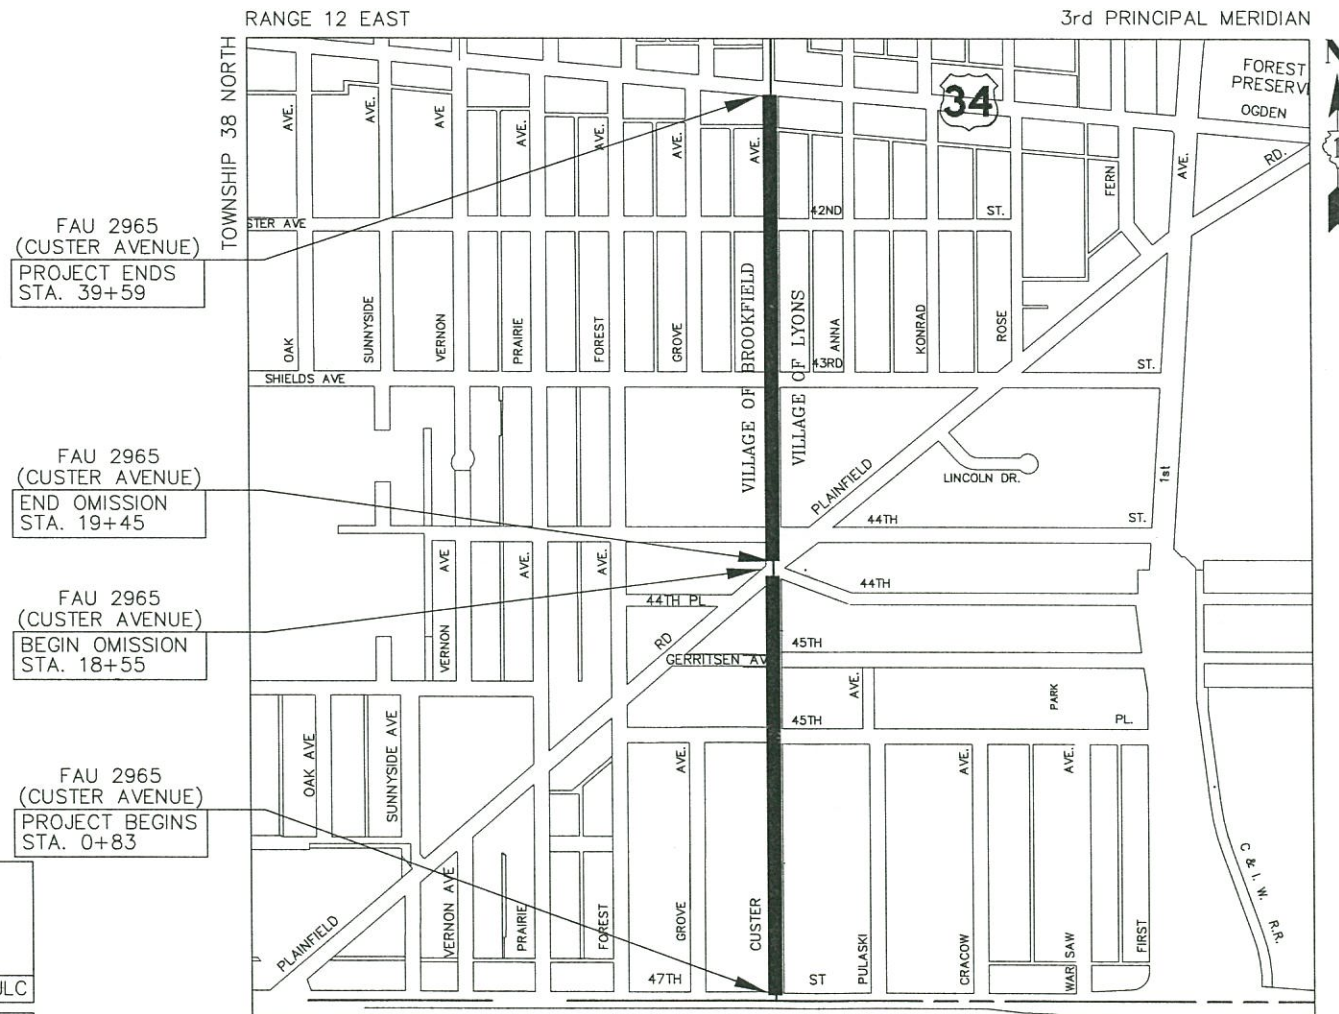 RANGE 12 EAST
3rd PRINCIPAL MERIDIAN
TOWNSHIP 38 NORTH
FOREST
34
OGDEN
AVE.
AVE.
AVE
AVE.
AVE.
AVE.
AVE.
FERN
AVE.
RD.
42ND
ST.
FAU 2965
(CUSTER AVENUE)
PROJECT ENDS
STA. 39+59
VILLAGE OF BROOKFIELD
VILLAGE OF LYONS
OAK
SUNNYSIDE
VERNON
PRAIRIE
FOREST
GROVE
ANNA
KONRAD
ROSE
43RD
ST.
SHIELDS AVE
FAU 2965
(CUSTER AVENUE)
END OMISSION
STA. 19+45
PLAINFIELD
LINCOLN DR.
1st
44TH
ST.
AVE
AVE.
AVE.
44TH
FAU 2965
(CUSTER AVENUE)
BEGIN OMISSION
STA. 18+55
44TH PL
VERNON
RD
45TH
GERRITSEN AV
AVE.
PARK
45TH
PL.
OAK AVE
SUNNYSIDE AVE
AVE.
AVE.
AVE.
FAU 2965
(CUSTER AVENUE)
PROJECT BEGINS
STA. 0+83
C & I. W. R.R.
PLAINFIELD
VERNON AVE
PRAIRIE
FOREST
GROVE
CUSTER
PULASKI
CRACOW
WARSAW
FIRST
47TH
ST